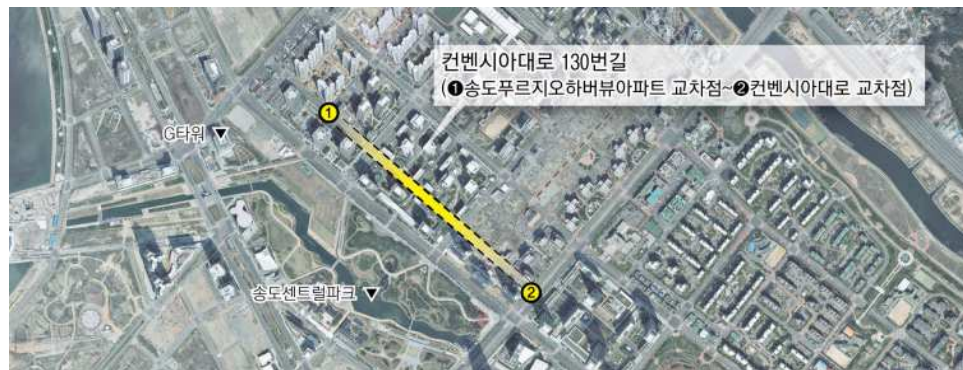 컨벤시아대로 130번길
(❶송도푸르지오하버뷰아파트 교차점~❷컨벤시아대로 교차점)
1
G타워 ▼
2
송도센트럴파크 ▼